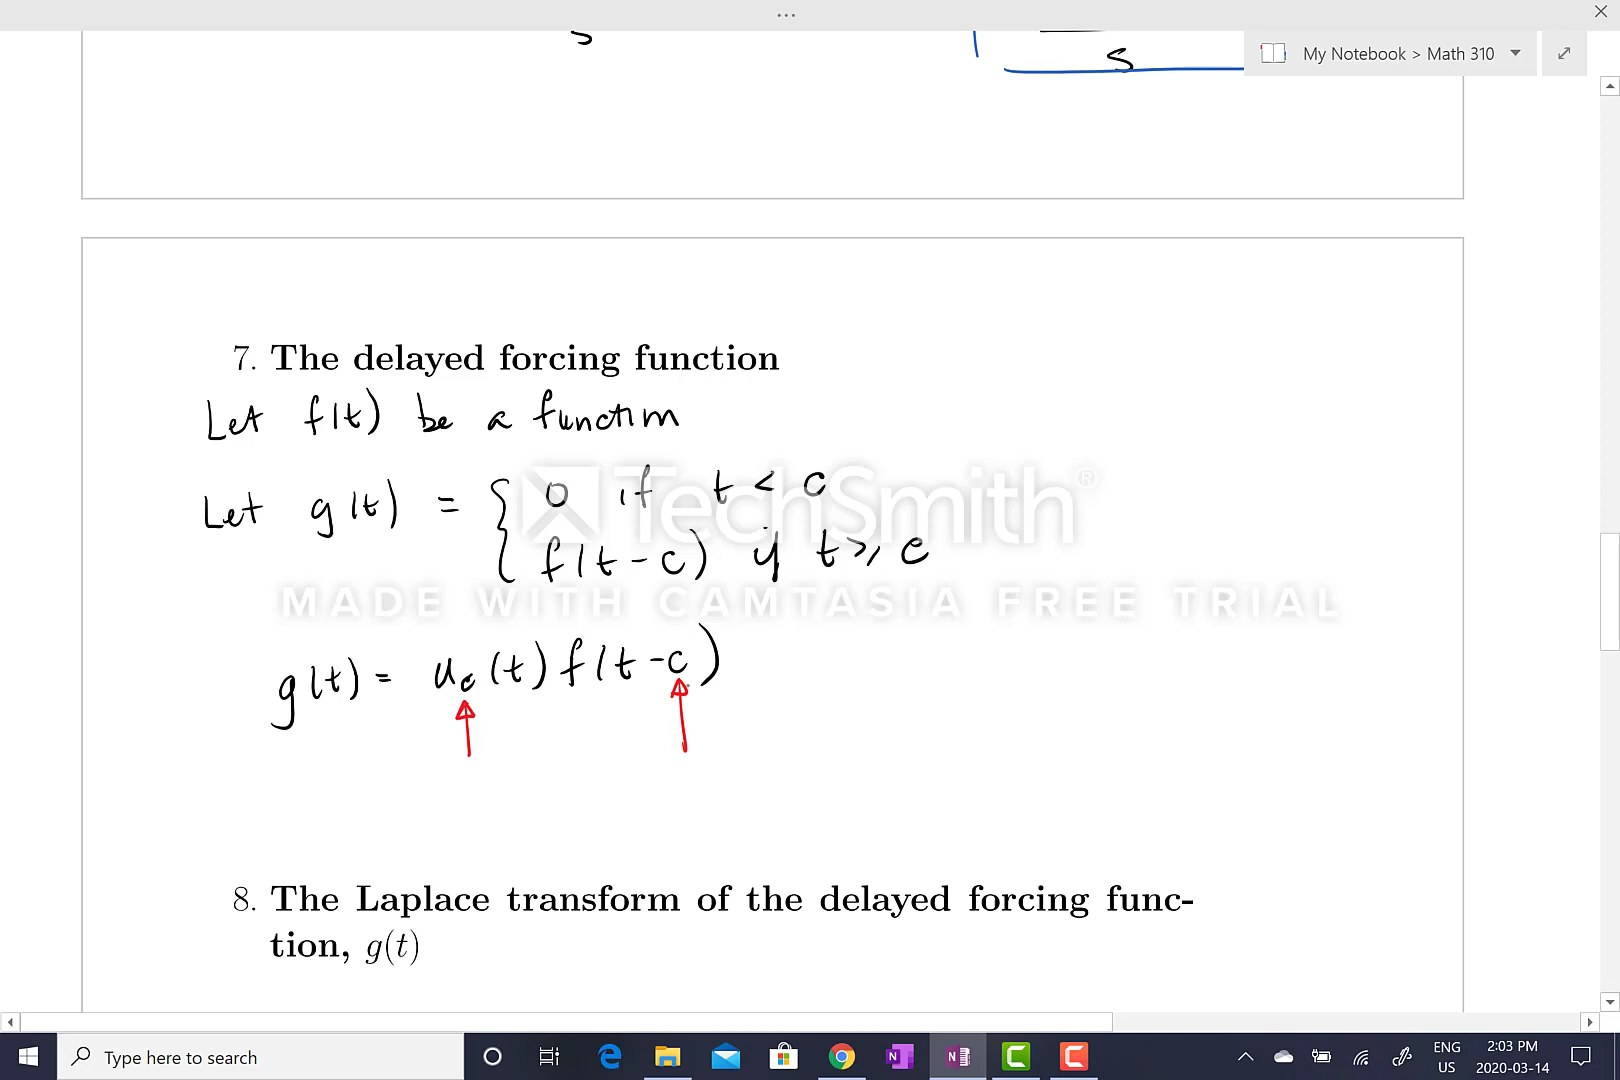 ...
s
s
My Notebook > Math 310
7. The delayed forcing function
Let f(t) be a function
Let g(t) = { 0 if t < c
f(t-c) if t ⩾ c
TechSmith®
MADE WITH CAMTASIA FREE TRIAL
g(t) = u_c(t) f(t-c)
8. The Laplace transform of the delayed forcing func-
tion, g(t)
Type here to search
ENG
US
2:03 PM
2020-03-14